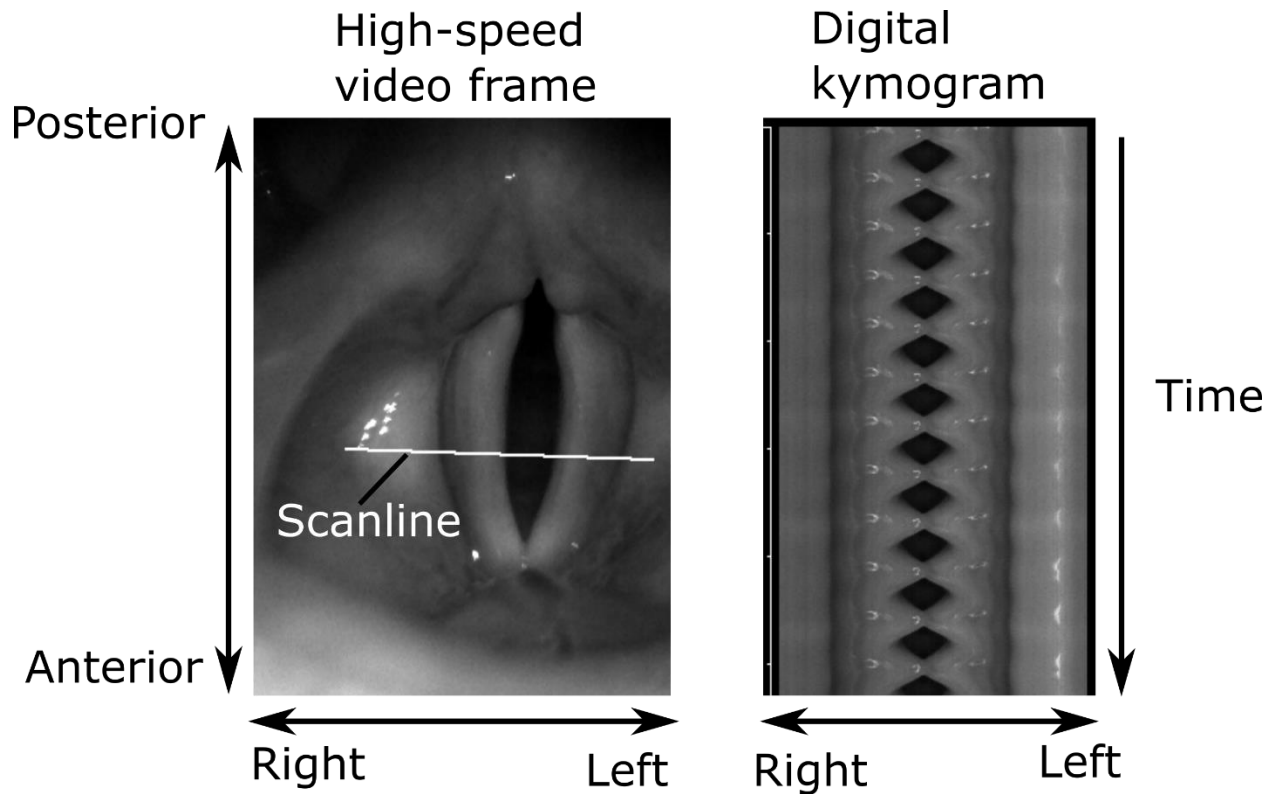 High-speed
video frame
Digital
kymogram
Posterior
Anterior
Scanline
Time
Right
Left
Right
Left